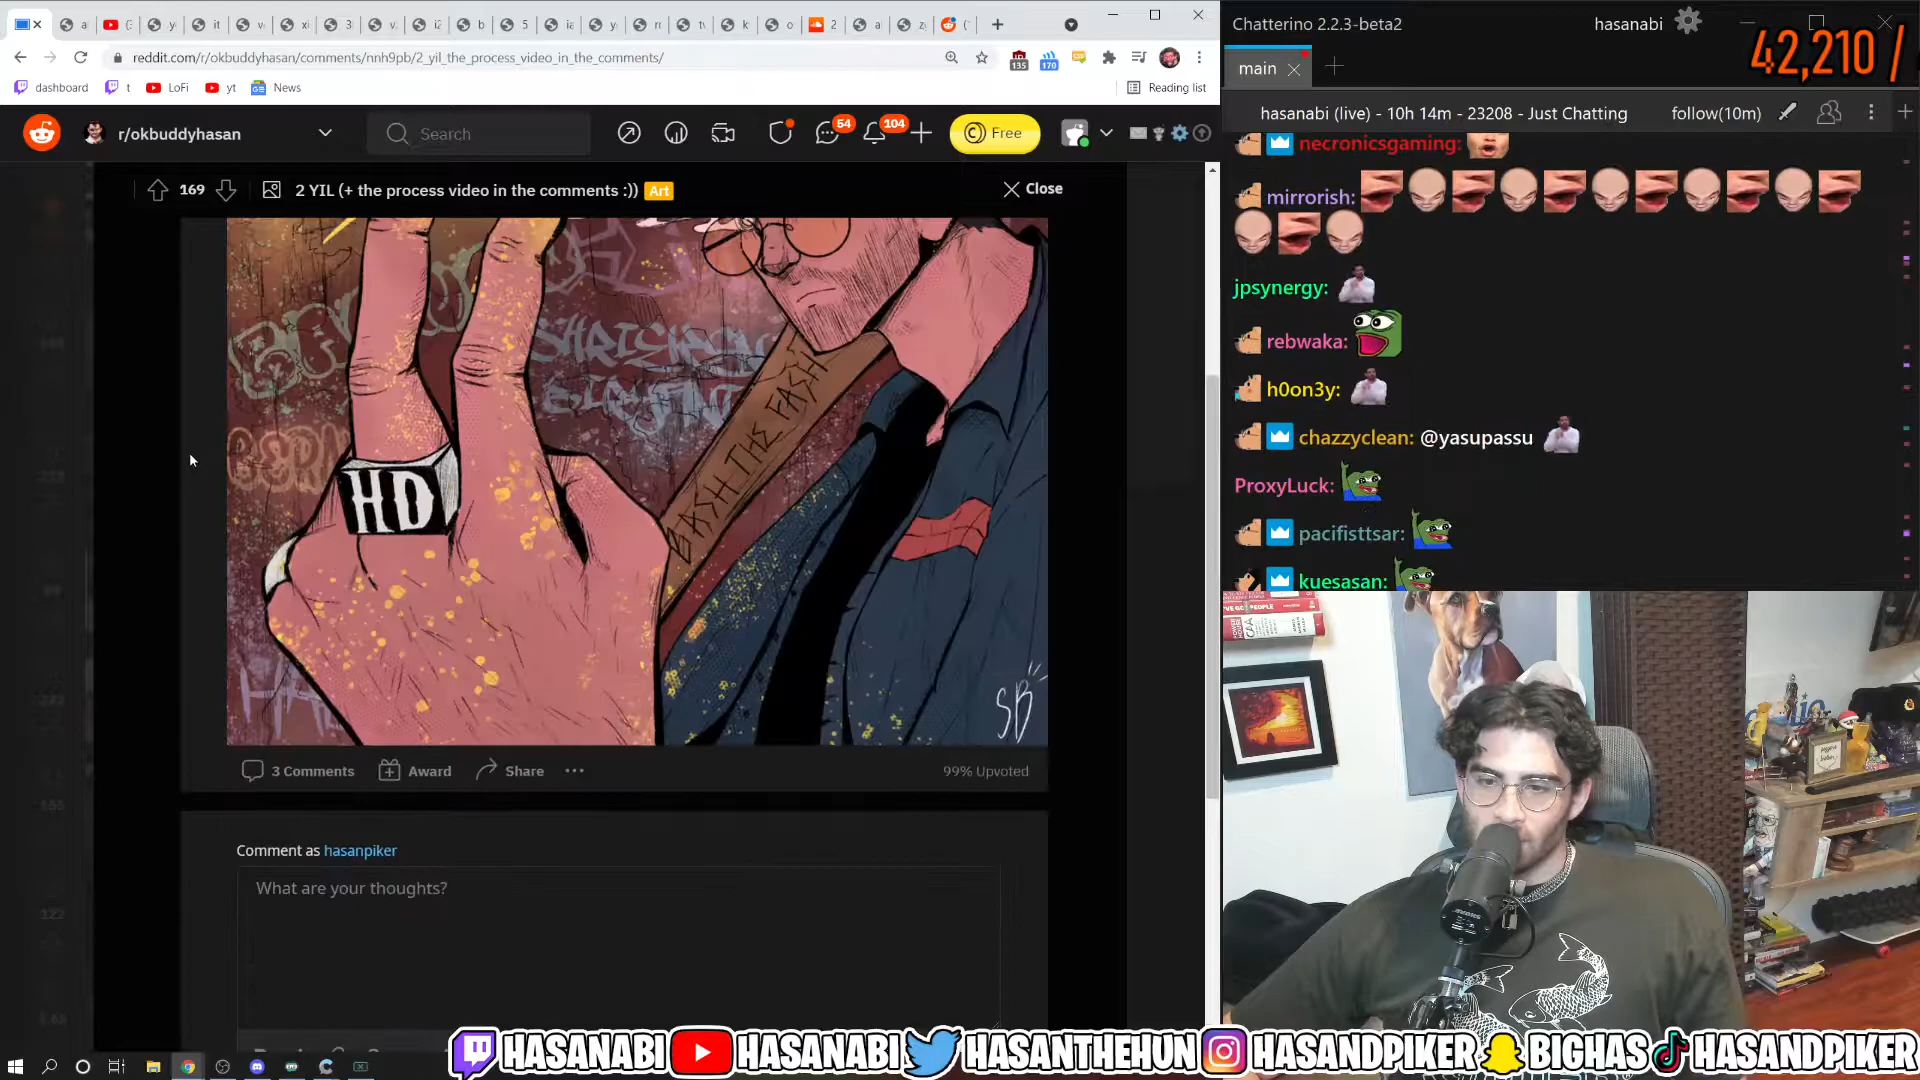 reddit.com/r/okbuddyhasan/comments/nnh9pb/2_yil_the_process_video_in_the_comments/
135
170
dashboard
t
LoFi
yt
News
Reading list
r/okbuddyhasan
Search
54
104
Free
169
2 YIL (+ the process video in the comments :))
Art
Close
BASH THE FASH
HD
SB
3 Comments
Award
Share
99% Upvoted
Comment as hasanpiker
What are your thoughts?
Chatterino 2.2.3-beta2
hasanabi
42,210 /
main
hasanabi (live) - 10h 14m - 23208 - Just Chatting
follow(10m)
necronicsgaming:
mirrorish:
jpsynergy:
rebwaka:
h0on3y:
chazzyclean: @yasupassu
ProxyLuck:
pacifisttsar:
kuesasan:
HASANABI
HASANABI
HASANTHEHUN
HASANDPIKER
BIGHAS
HASANDPIKER